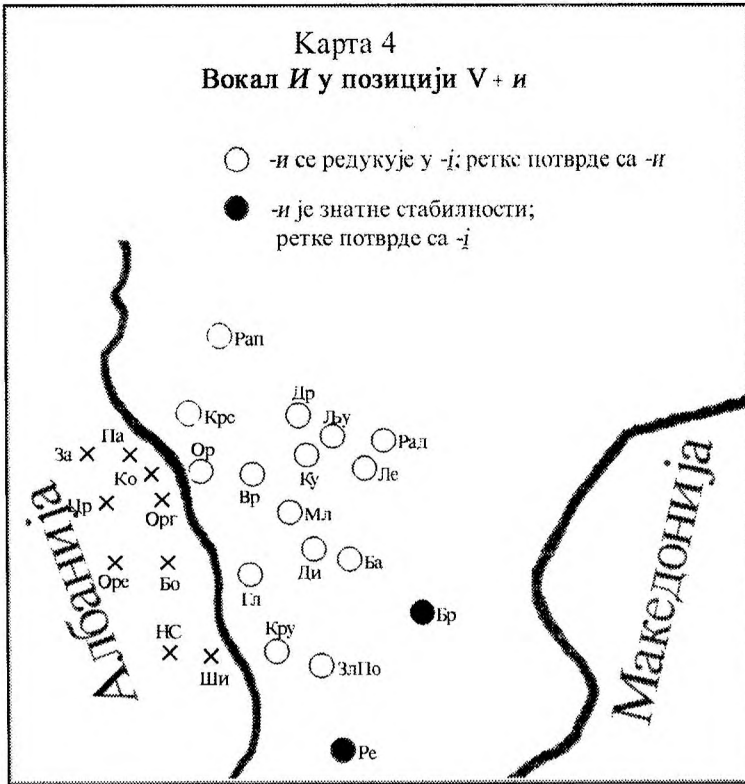 Карта 4
Вокал И у позицији V + и
-и се редукује у -i̯; ретке потврде са -и
-и је знатне стабилности;
ретке потврде са -i̯
Рап
Крс
Др
Љу
Рад
Па
За
Ко
Ор
Вр
Ку
Ле
Цр
Орг
Мл
Оре
Бо
Гл
Ди
Ба
Бр
НС
Ши
Кру
ЗлПо
Ре
Албанија
Македонија